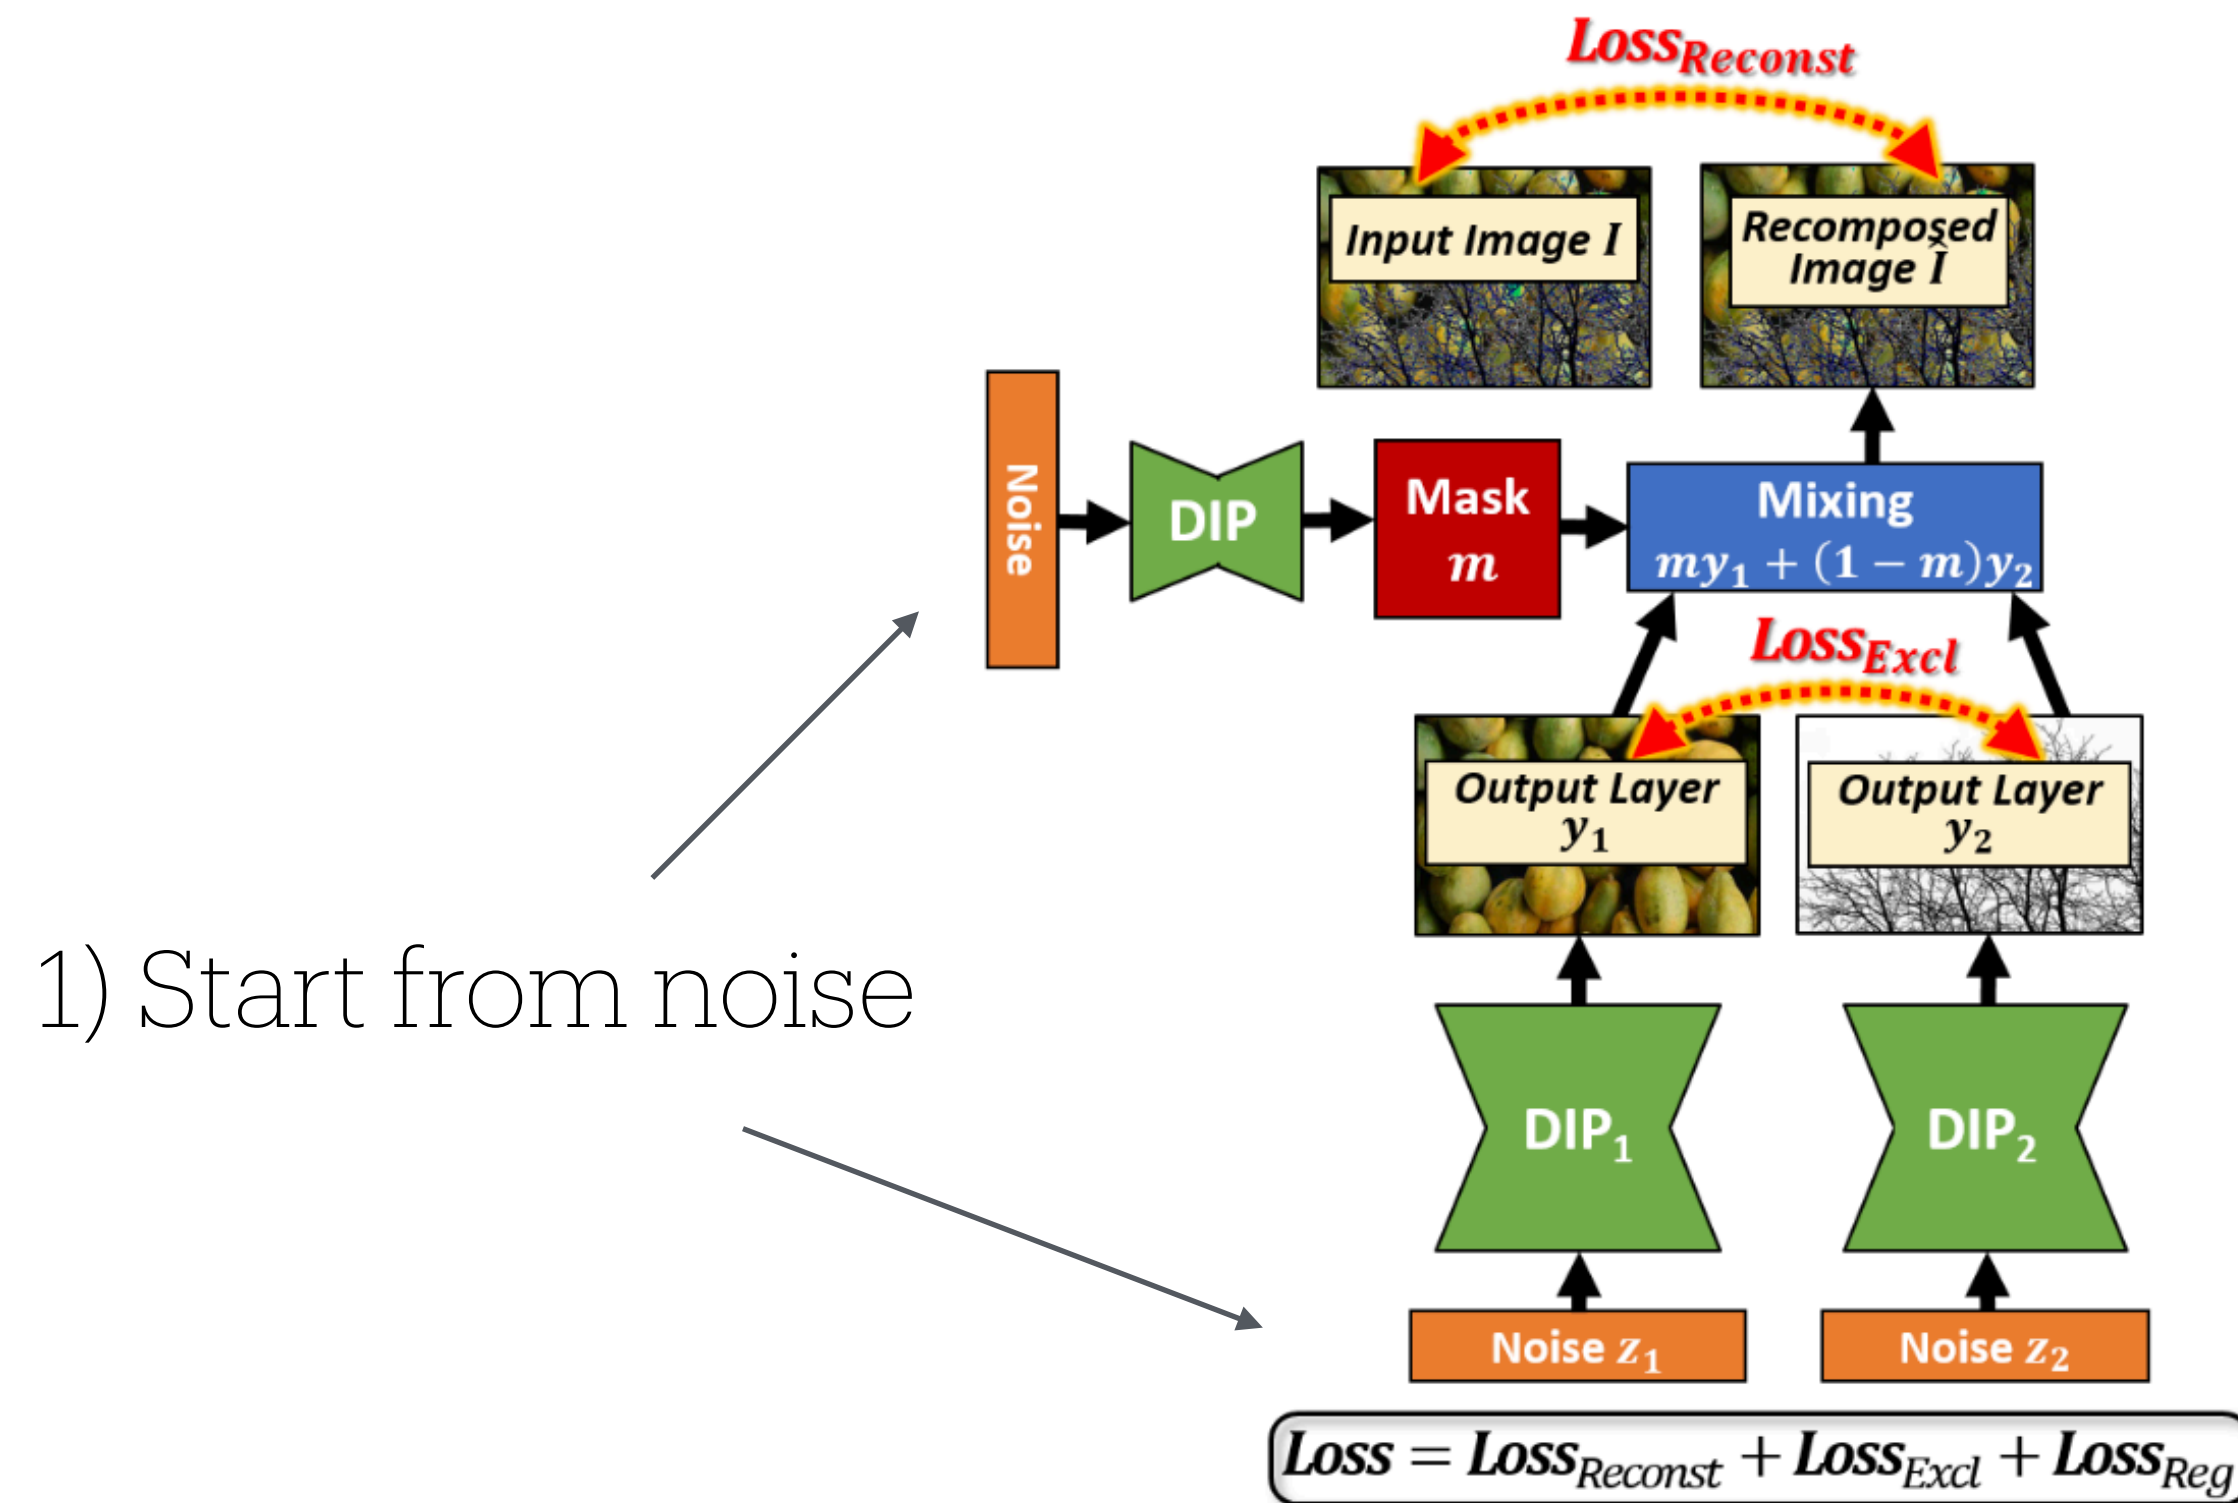 Loss_Reconst
Input Image I
Recomposed
Image Î
Noise
DIP
Mask
m
Mixing
my₁ + (1 − m)y₂
Loss_Excl
Output Layer
y₁
Output Layer
y₂
1) Start from noise
DIP₁
DIP₂
Noise z₁
Noise z₂
Loss = Loss_Reconst + Loss_Excl + Loss_Reg